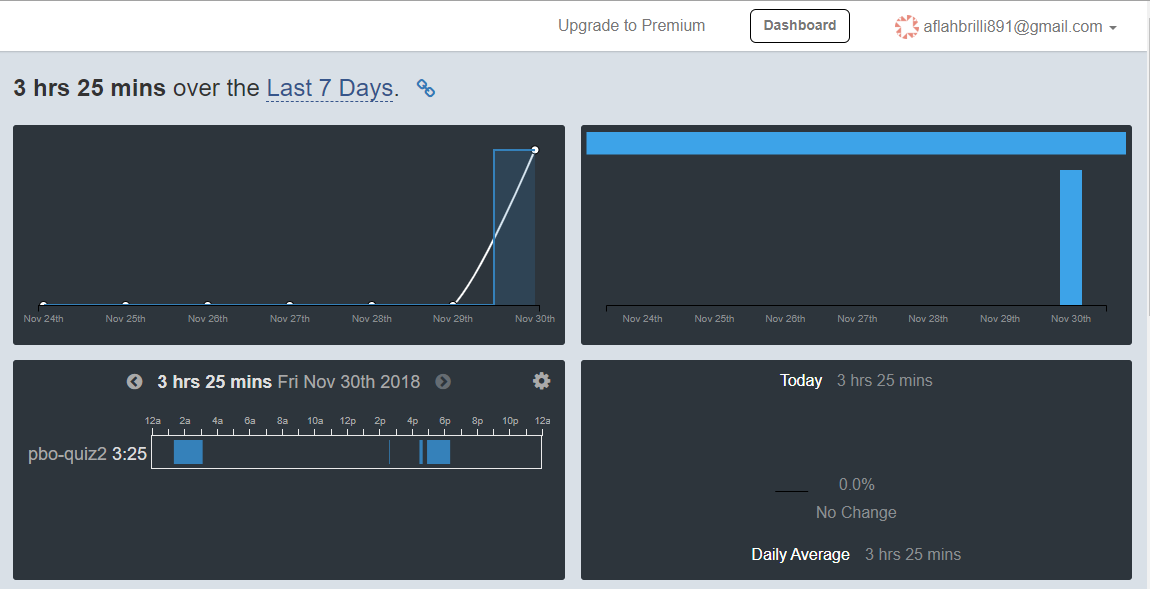 Upgrade to Premium Dashboard aflahbrilli891@gmail.com
3 hrs 25 mins over the Last 7 Days.
Nov 24th Nov 25th Nov 26th Nov 27th Nov 28th Nov 29th Nov 30th
Nov 24th Nov 25th Nov 26th Nov 27th Nov 28th Nov 29th Nov 30th
3 hrs 25 mins Fri Nov 30th 2018
12a 2a 4a 6a 8a 10a 12p 2p 4p 6p 8p 10p 12a
pbo-quiz2 3:25
Today 3 hrs 25 mins
0.0%
No Change
Daily Average 3 hrs 25 mins